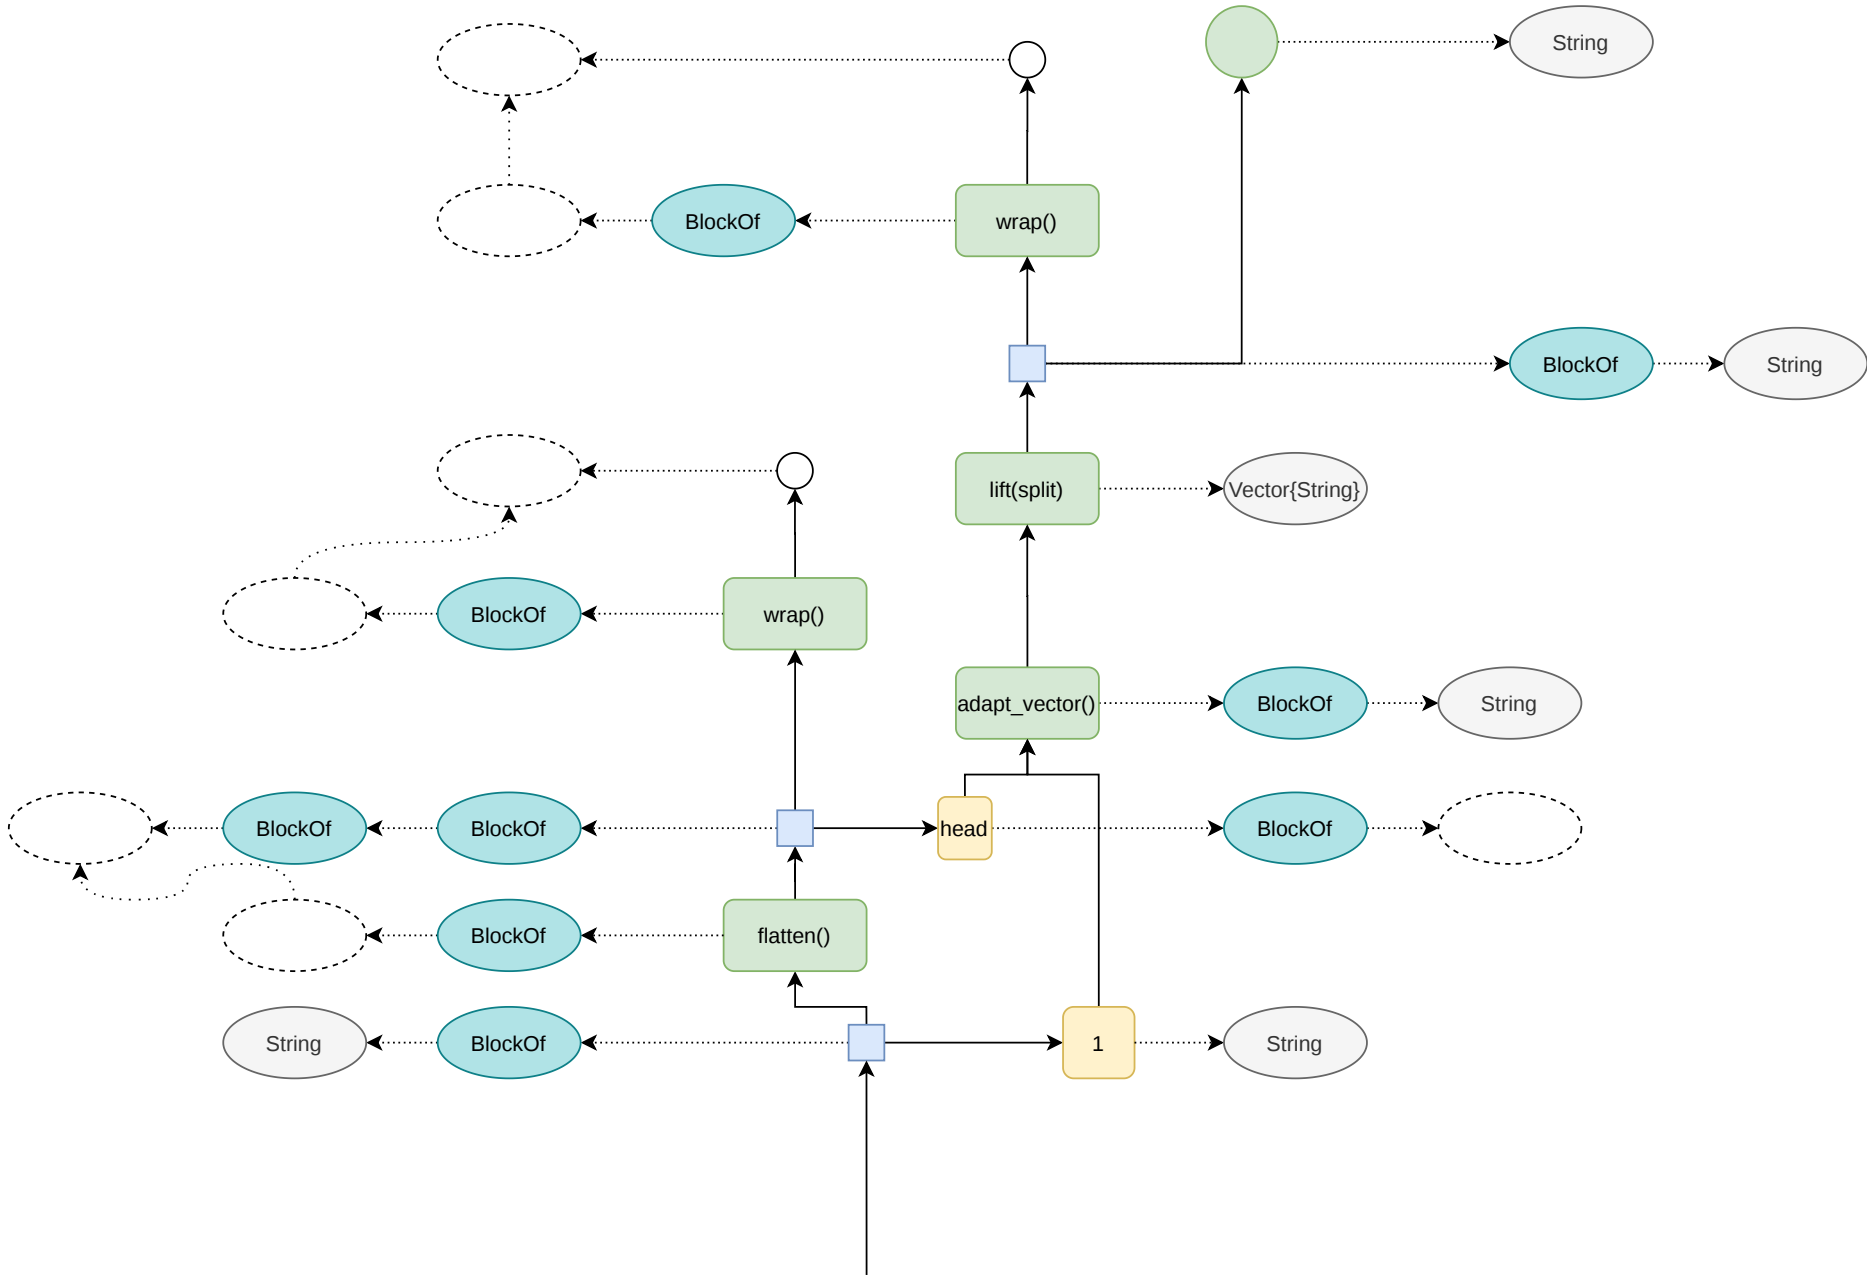 String
BlockOf
wrap()
BlockOf
String
lift(split)
Vector{String}
BlockOf
wrap()
adapt_vector()
BlockOf
String
BlockOf
BlockOf
head
BlockOf
BlockOf
flatten()
String
BlockOf
1
String